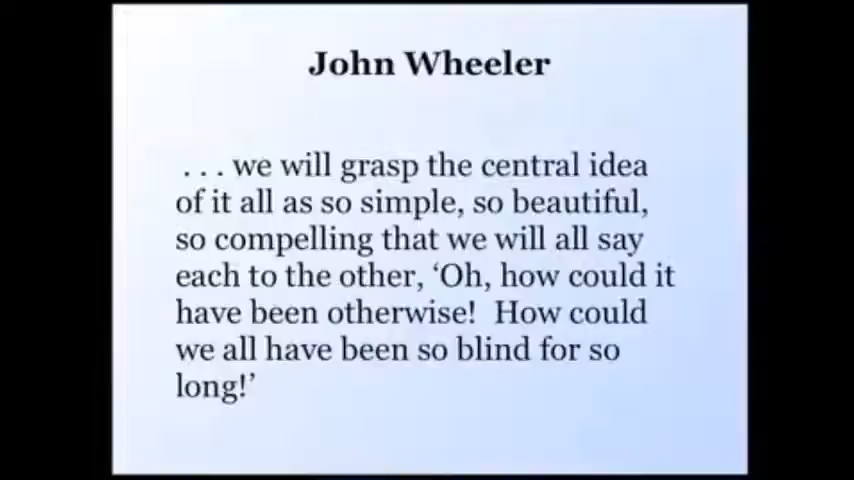 John Wheeler
. . . we will grasp the central idea
of it all as so simple, so beautiful,
so compelling that we will all say
each to the other, ‘Oh, how could it
have been otherwise!  How could
we all have been so blind for so
long!’